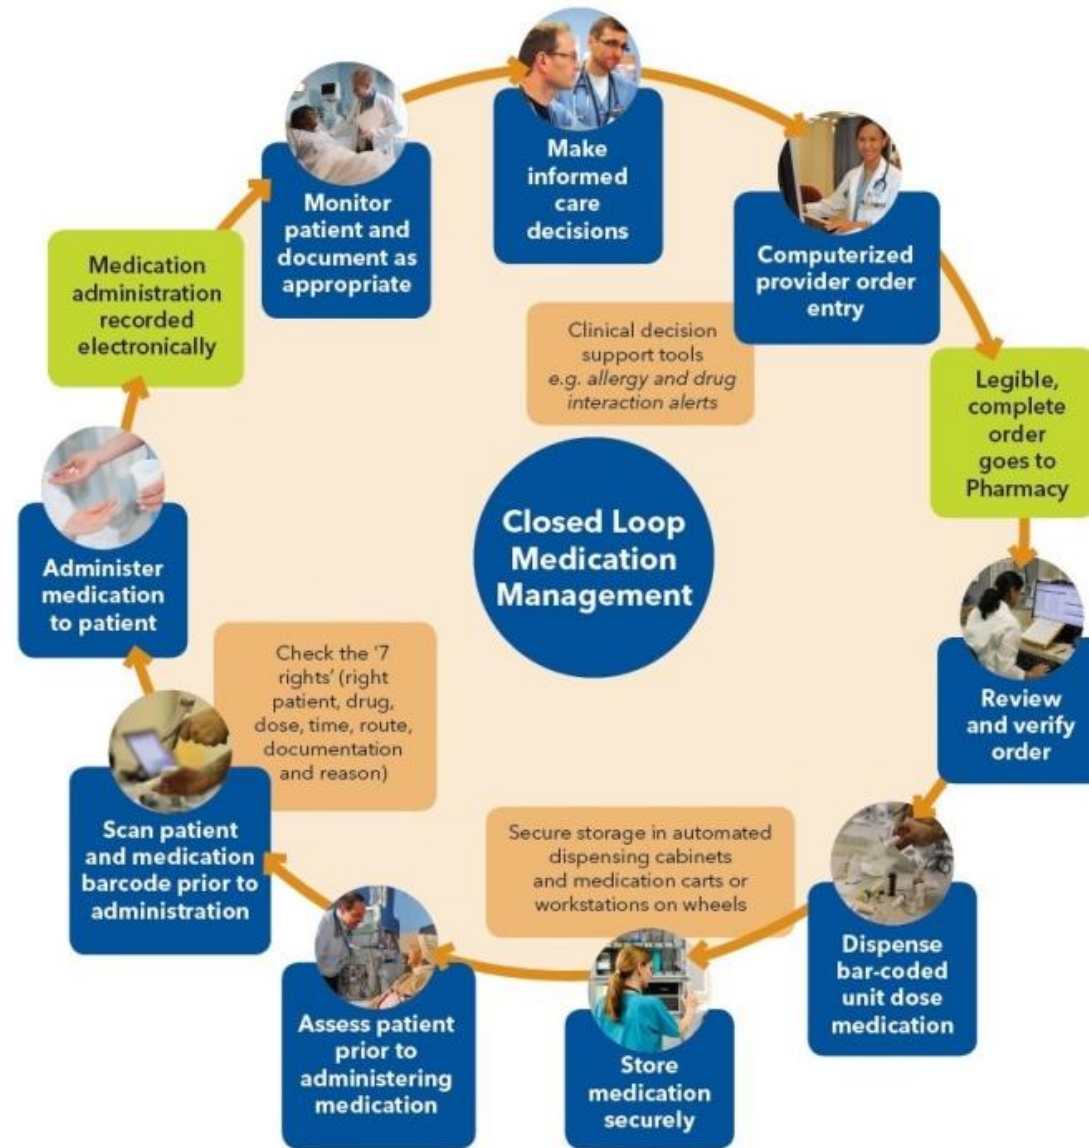 Make
informed
care
decisions
Computerized
provider order
entry
Clinical decision
support tools
e.g. allergy and drug
interaction alerts
Legible,
complete
order
goes to
Pharmacy
Review
and verify
order
Dispense
bar-coded
unit dose
medication
Secure storage in automated
dispensing cabinets
and medication carts or
workstations on wheels
Store
medication
securely
Assess patient
prior to
administering
medication
Scan patient
and medication
barcode prior to
administration
Check the '7
rights' (right
patient, drug,
dose, time, route,
documentation
and reason)
Administer
medication
to patient
Medication
administration
recorded
electronically
Monitor
patient and
document as
appropriate
Closed Loop
Medication
Management